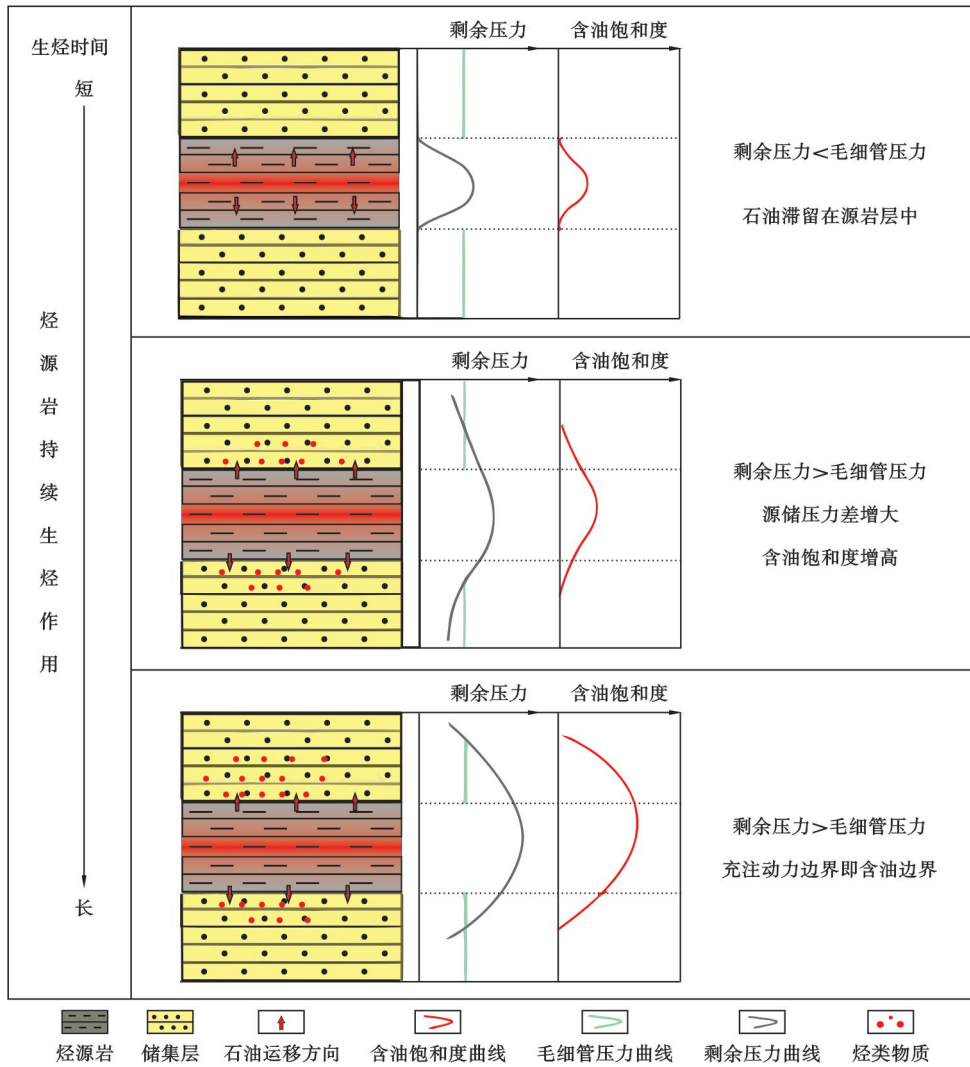 生烃时间
短
烃源岩持续生烃作用
长
剩余压力
含油饱和度
剩余压力<毛细管压力
石油滞留在源岩层中
剩余压力
含油饱和度
剩余压力>毛细管压力
源储压力差增大
含油饱和度增高
剩余压力
含油饱和度
剩余压力>毛细管压力
充注动力边界即含油边界
烃源岩
储集层
石油运移方向
含油饱和度曲线
毛细管压力曲线
剩余压力曲线
烃类物质